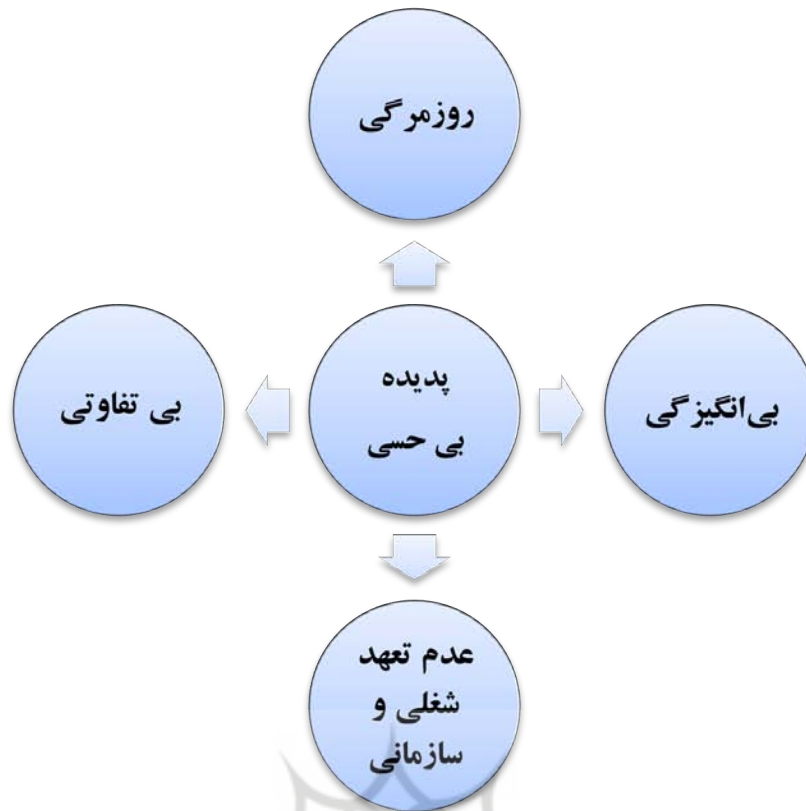 روزمرگی
پدیده
بی حسی
بی‌انگیزگی
بی تفاوتی
عدم تعهد
شغلی و
سازمانی